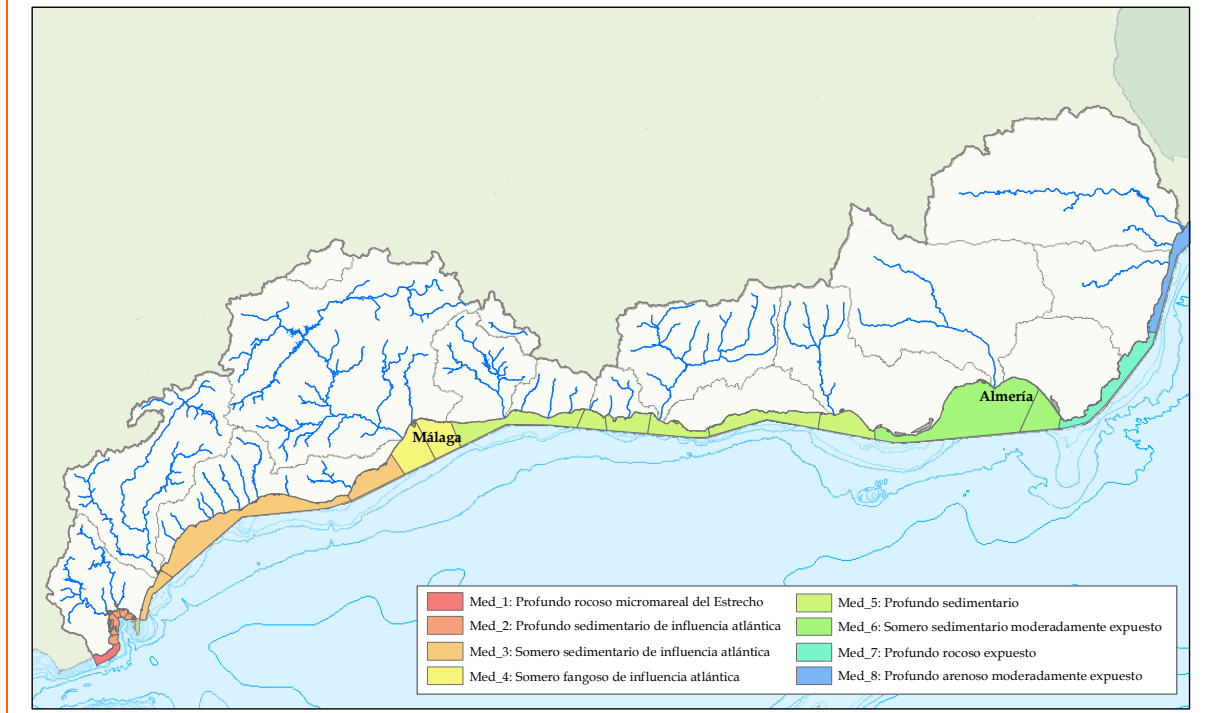 Almería
Málaga
Med_1: Profundo rocoso micromareal del Estrecho
Med_2: Profundo sedimentario de influencia atlántica
Med_3: Somero sedimentario de influencia atlántica
Med_4: Somero fangoso de influencia atlántica
Med_5: Profundo sedimentario
Med_6: Somero sedimentario moderadamente expuesto
Med_7: Profundo rocoso expuesto
Med_8: Profundo arenoso moderadamente expuesto